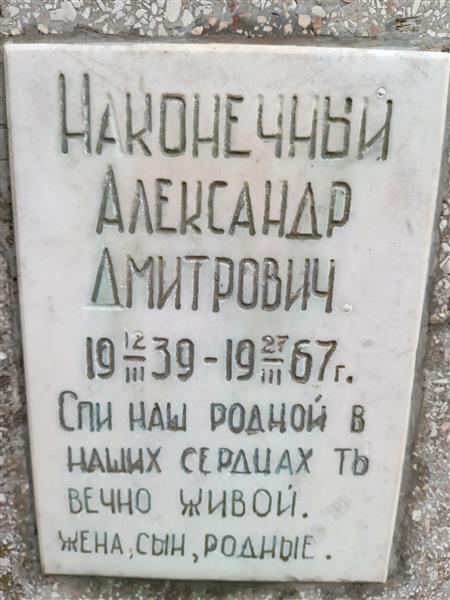 НАКОНЕЧНЫЙ
АЛЕКСАНДР
ДМИТРОВИЧ.
19 12/III 39 - 19 27/III 67 г.
СПИ НАШ РОДНОЙ В
НАШИХ СЕРДЦАХ ТЬ
ВЕЧНО ЖИВОЙ.
ЖЕНА, СЫН, РОДНЫЕ.